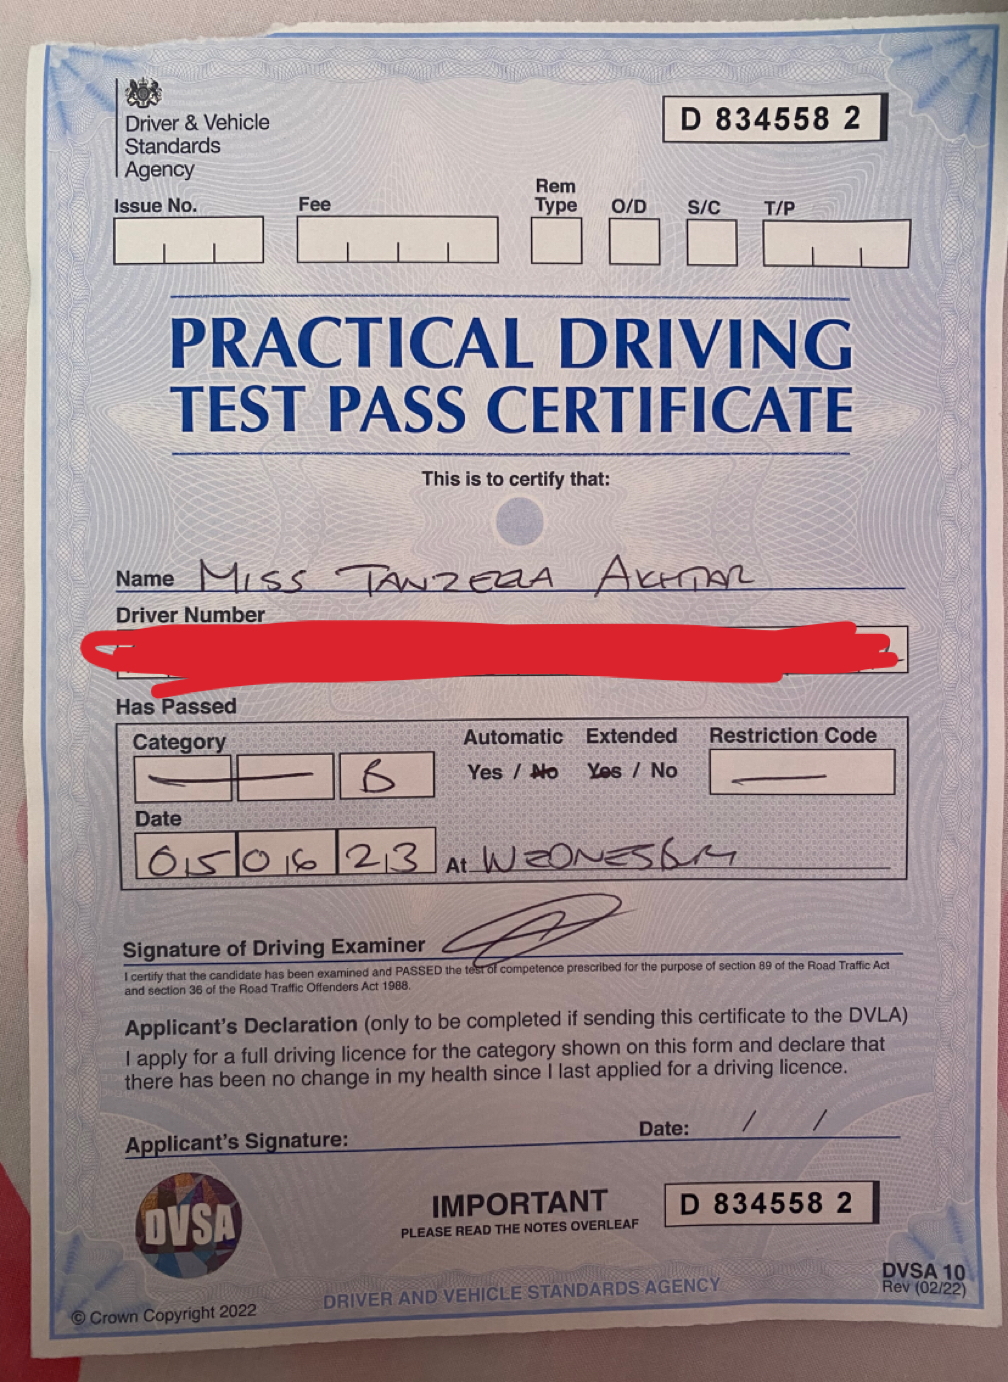 Driver & Vehicle
Standards
Agency
D 834558 2
Issue No. Fee Rem Type O/D S/C T/P
PRACTICAL DRIVING
TEST PASS CERTIFICATE
This is to certify that:
Name MISS TANZEELA AKHTAR
Driver Number
Has Passed
Category Automatic Extended Restriction Code
B Yes / No Yes / No
Date
05 06 23 At WEDNESBURY
Signature of Driving Examiner
I certify that the candidate has been examined and PASSED the test of competence prescribed for the purpose of section 89 of the Road Traffic Act
and section 36 of the Road Traffic Offenders Act 1988.
Applicant's Declaration (only to be completed if sending this certificate to the DVLA)
I apply for a full driving licence for the category shown on this form and declare that
there has been no change in my health since I last applied for a driving licence.
Applicant's Signature: Date: / /
DVSA
IMPORTANT
PLEASE READ THE NOTES OVERLEAF
D 834558 2
DVSA 10
Rev (02/22)
© Crown Copyright 2022
DRIVER AND VEHICLE STANDARDS AGENCY